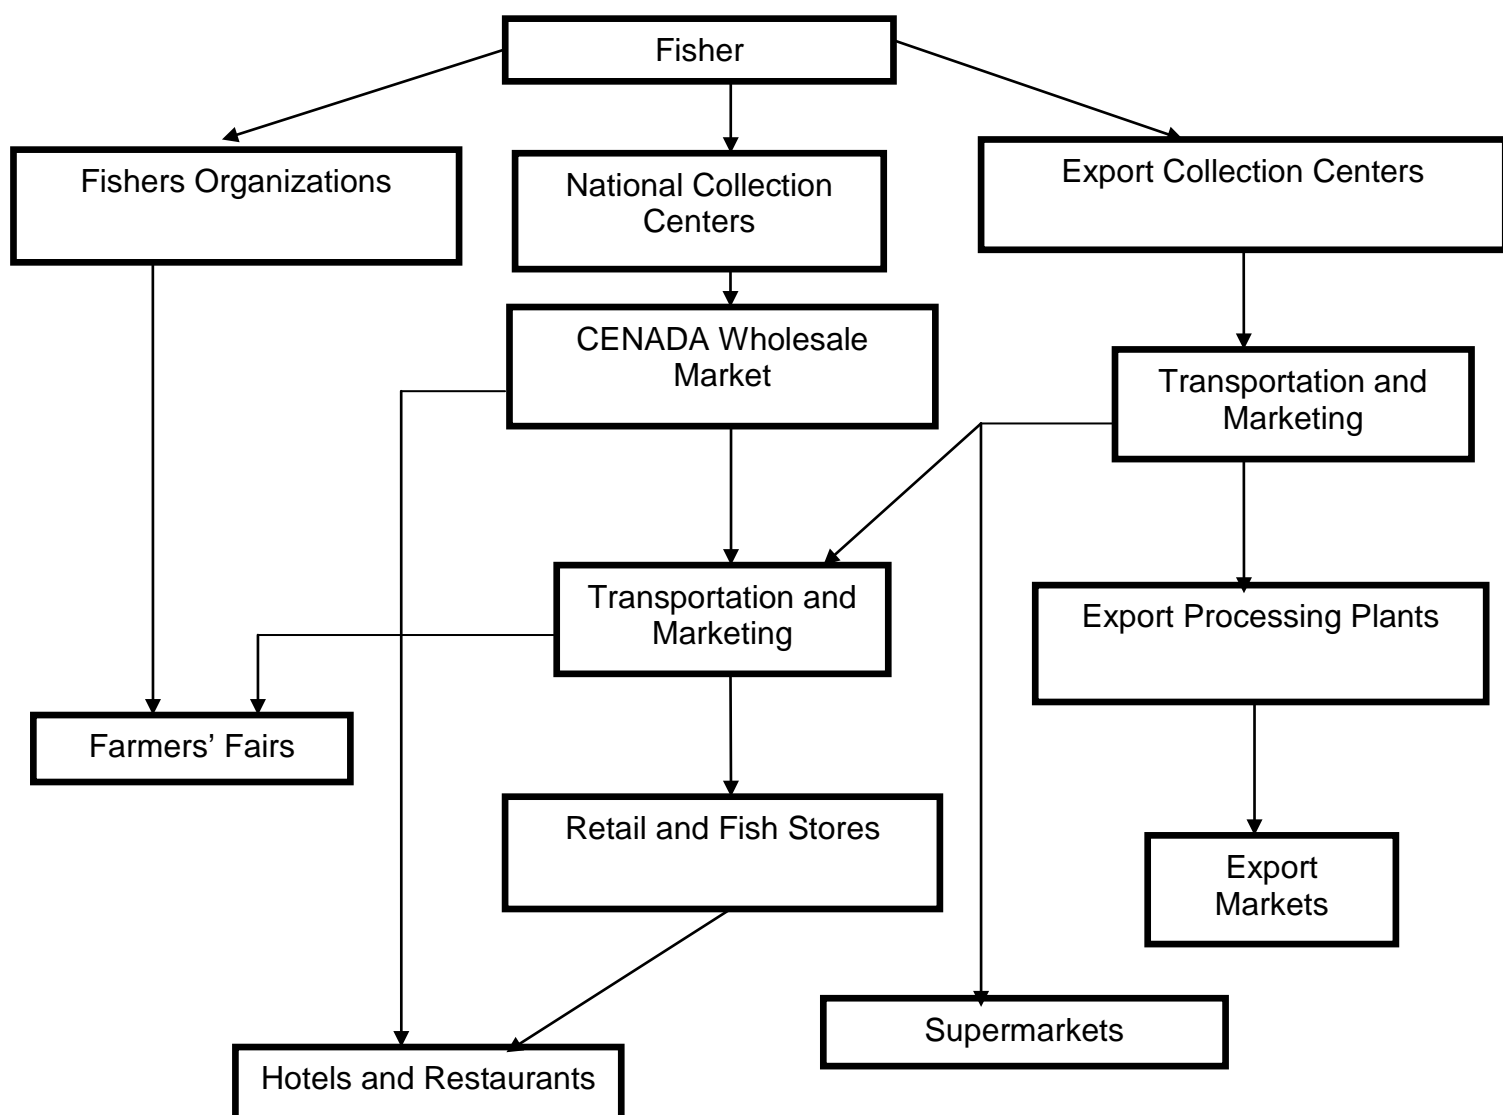 Fisher
Fishers Organizations
National Collection
Centers
Export Collection Centers
CENADA Wholesale
Market
Transportation and
Marketing
Transportation and
Marketing
Export Processing Plants
Farmers’ Fairs
Retail and Fish Stores
Export
Markets
Supermarkets
Hotels and Restaurants